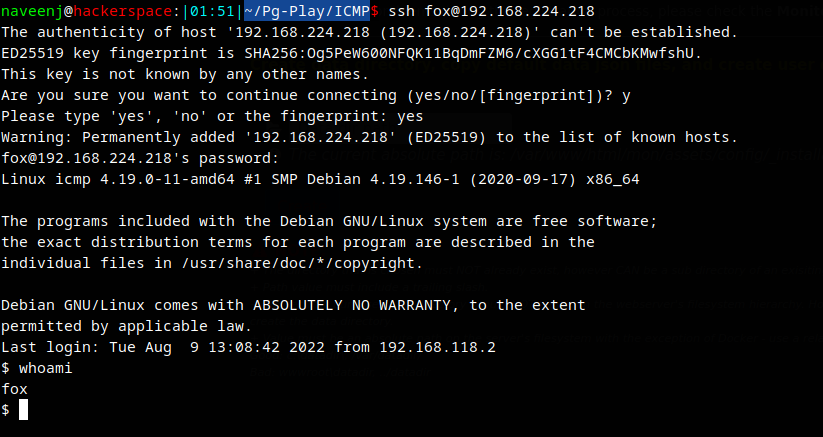 naveenj@hackerspace:|01:51|~/Pg-Play/ICMP$ ssh fox@192.168.224.218
The authenticity of host '192.168.224.218 (192.168.224.218)' can't be established.
ED25519 key fingerprint is SHA256:Og5PeW600NFQK11BqDmFZM6/cXGG1tF4CMCbKMwfshU.
This key is not known by any other names.
Are you sure you want to continue connecting (yes/no/[fingerprint])? y
Please type 'yes', 'no' or the fingerprint: yes
Warning: Permanently added '192.168.224.218' (ED25519) to the list of known hosts.
fox@192.168.224.218's password:
Linux icmp 4.19.0-11-amd64 #1 SMP Debian 4.19.146-1 (2020-09-17) x86_64
The programs included with the Debian GNU/Linux system are free software;
the exact distribution terms for each program are described in the
individual files in /usr/share/doc/*/copyright.
Debian GNU/Linux comes with ABSOLUTELY NO WARRANTY, to the extent
permitted by applicable law.
Last login: Tue Aug  9 13:08:42 2022 from 192.168.118.2
$ whoami
fox
$